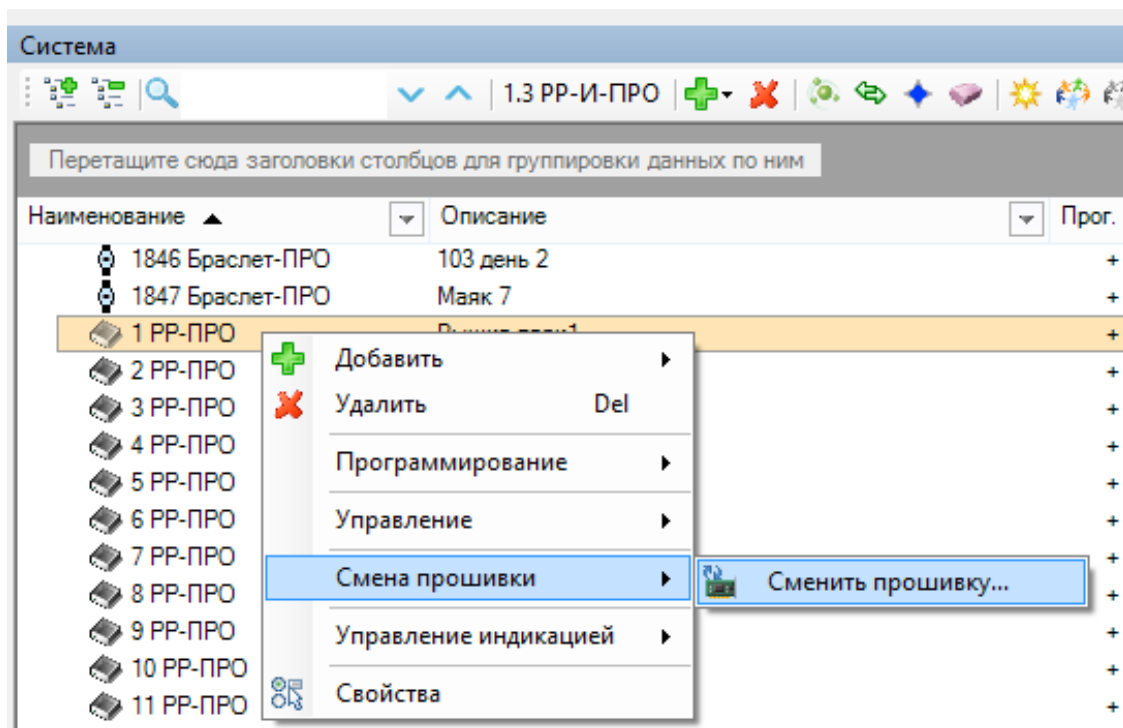 Система
1.3 РР-И-ПРО
Перетащите сюда заголовки столбцов для группировки данных по ним
Наименование Описание Прог.
1846 Браслет-ПРО 103 день 2 +
1847 Браслет-ПРО Маяк 7 +
1 РР-ПРО +
2 РР-ПРО +
3 РР-ПРО +
4 РР-ПРО +
5 РР-ПРО +
6 РР-ПРО +
7 РР-ПРО +
8 РР-ПРО +
9 РР-ПРО +
10 РР-ПРО +
11 РР-ПРО +
Добавить
Удалить Del
Программирование
Управление
Смена прошивки
Сменить прошивку...
Управление индикацией
Свойства